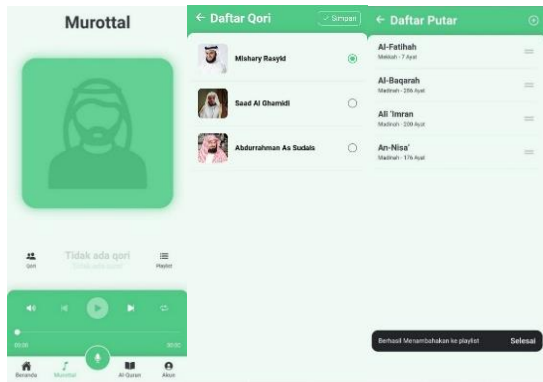 Murottal
Tidak ada qori
Qori
Playlist
00:00
00:00
Beranda
Murottal
Al-Quran
Akun
← Daftar Qori
✓ Simpan
Mishary Rasyid
Saad Al Ghamidi
Abdurrahman As Sudais
← Daftar Putar
Al-Fatihah
Mekkah - 7 Ayat
Al-Baqarah
Madinah - 286 Ayat
Ali 'Imran
Madinah - 200 Ayat
An-Nisa'
Madinah - 176 Ayat
Berhasil Menambahakan ke playlist Selesai